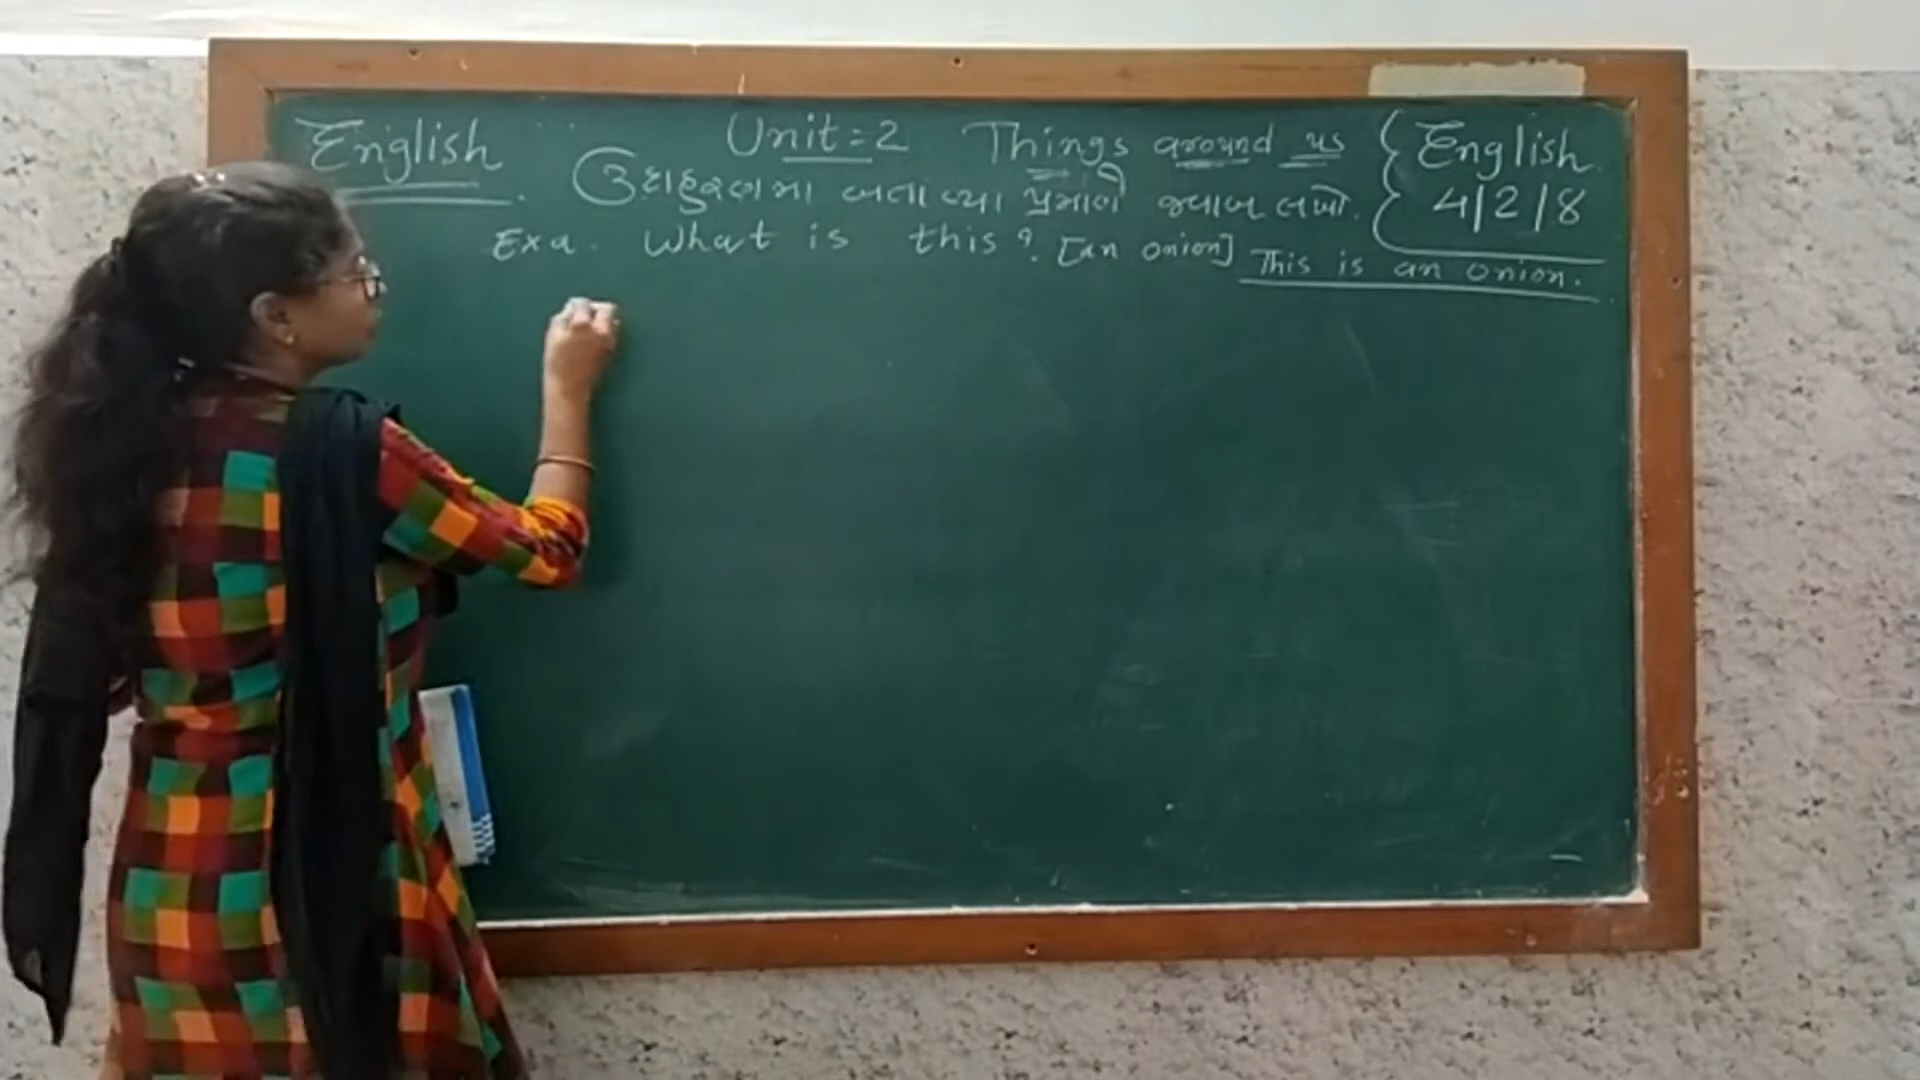 English Unit = 2 Things around us { English
ઉદાહરણમાં બતાવ્યા પ્રમાણે જવાબ લખો. 4/2/8
Exa. What is this? [an onion] This is an onion.